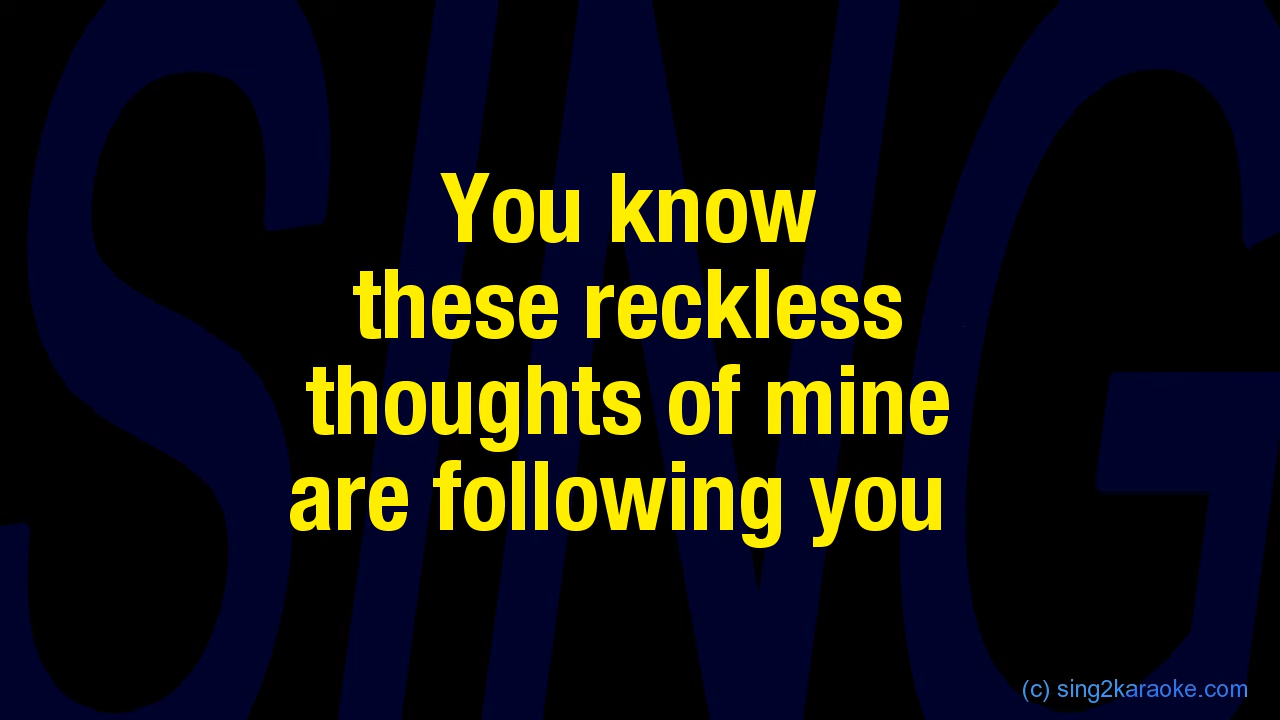 SING
You know
these reckless
thoughts of mine
are following you
(c) sing2karaoke.com